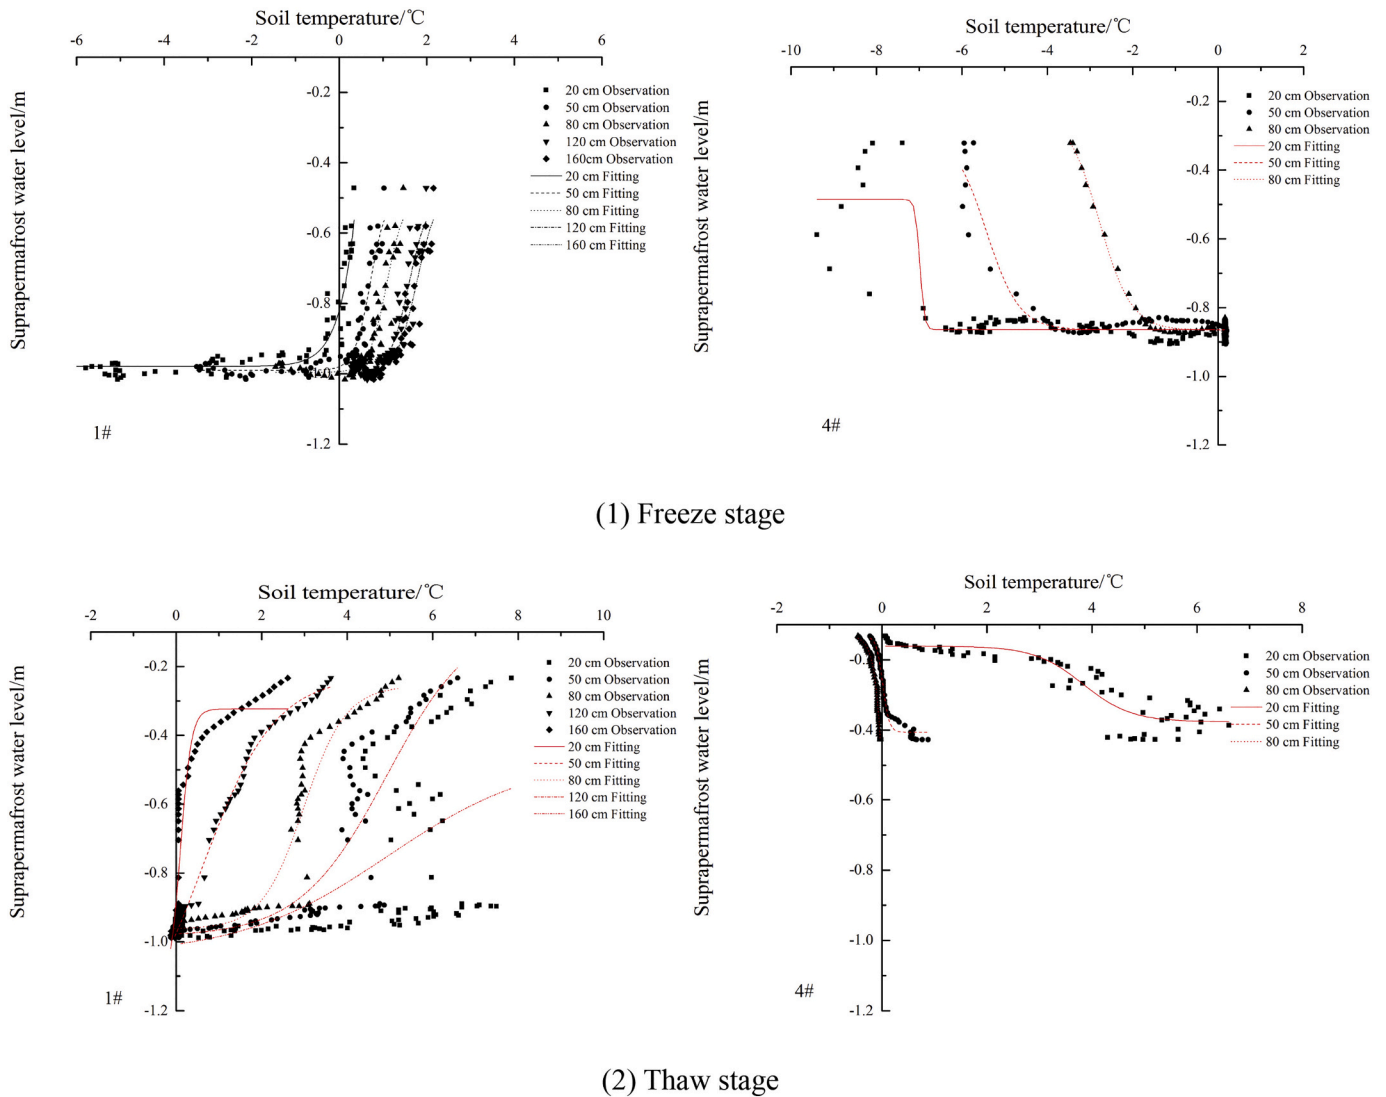 Soil temperature/℃
-6 -4 -2 0 2 4 6
Suprapermafrost water level/m
-0.2
-0.4
-0.6
-0.8
-1.0
-1.2
20 cm Observation
50 cm Observation
80 cm Observation
120 cm Observation
160cm Observation
20 cm Fitting
50 cm Fitting
80 cm Fitting
120 cm Fitting
160 cm Fitting
1#
Soil temperature/℃
-10 -8 -6 -4 -2 0 2
Suprapermafrost water level/m
-0.2
-0.4
-0.6
-0.8
-1.0
-1.2
20 cm Observation
50 cm Observation
80 cm Observation
20 cm Fitting
50 cm Fitting
80 cm Fitting
4#
(1) Freeze stage
Soil temperature/℃
-2 0 2 4 6 8 10
Suprapermafrost water level/m
-0.2
-0.4
-0.6
-0.8
-1.0
-1.2
20 cm Observation
50 cm Observation
80 cm Observation
120 cm Observation
160 cm Observation
20 cm Fitting
50 cm Fitting
80 cm Fitting
120 cm Fitting
160 cm Fitting
1#
Soil temperature/℃
-2 0 2 4 6 8
Suprapermafrost water level/m
-0.2
-0.4
-0.6
-0.8
-1.0
-1.2
20 cm Observation
50 cm Observation
80 cm Observation
20 cm Fitting
50 cm Fitting
80 cm Fitting
4#
(2) Thaw stage